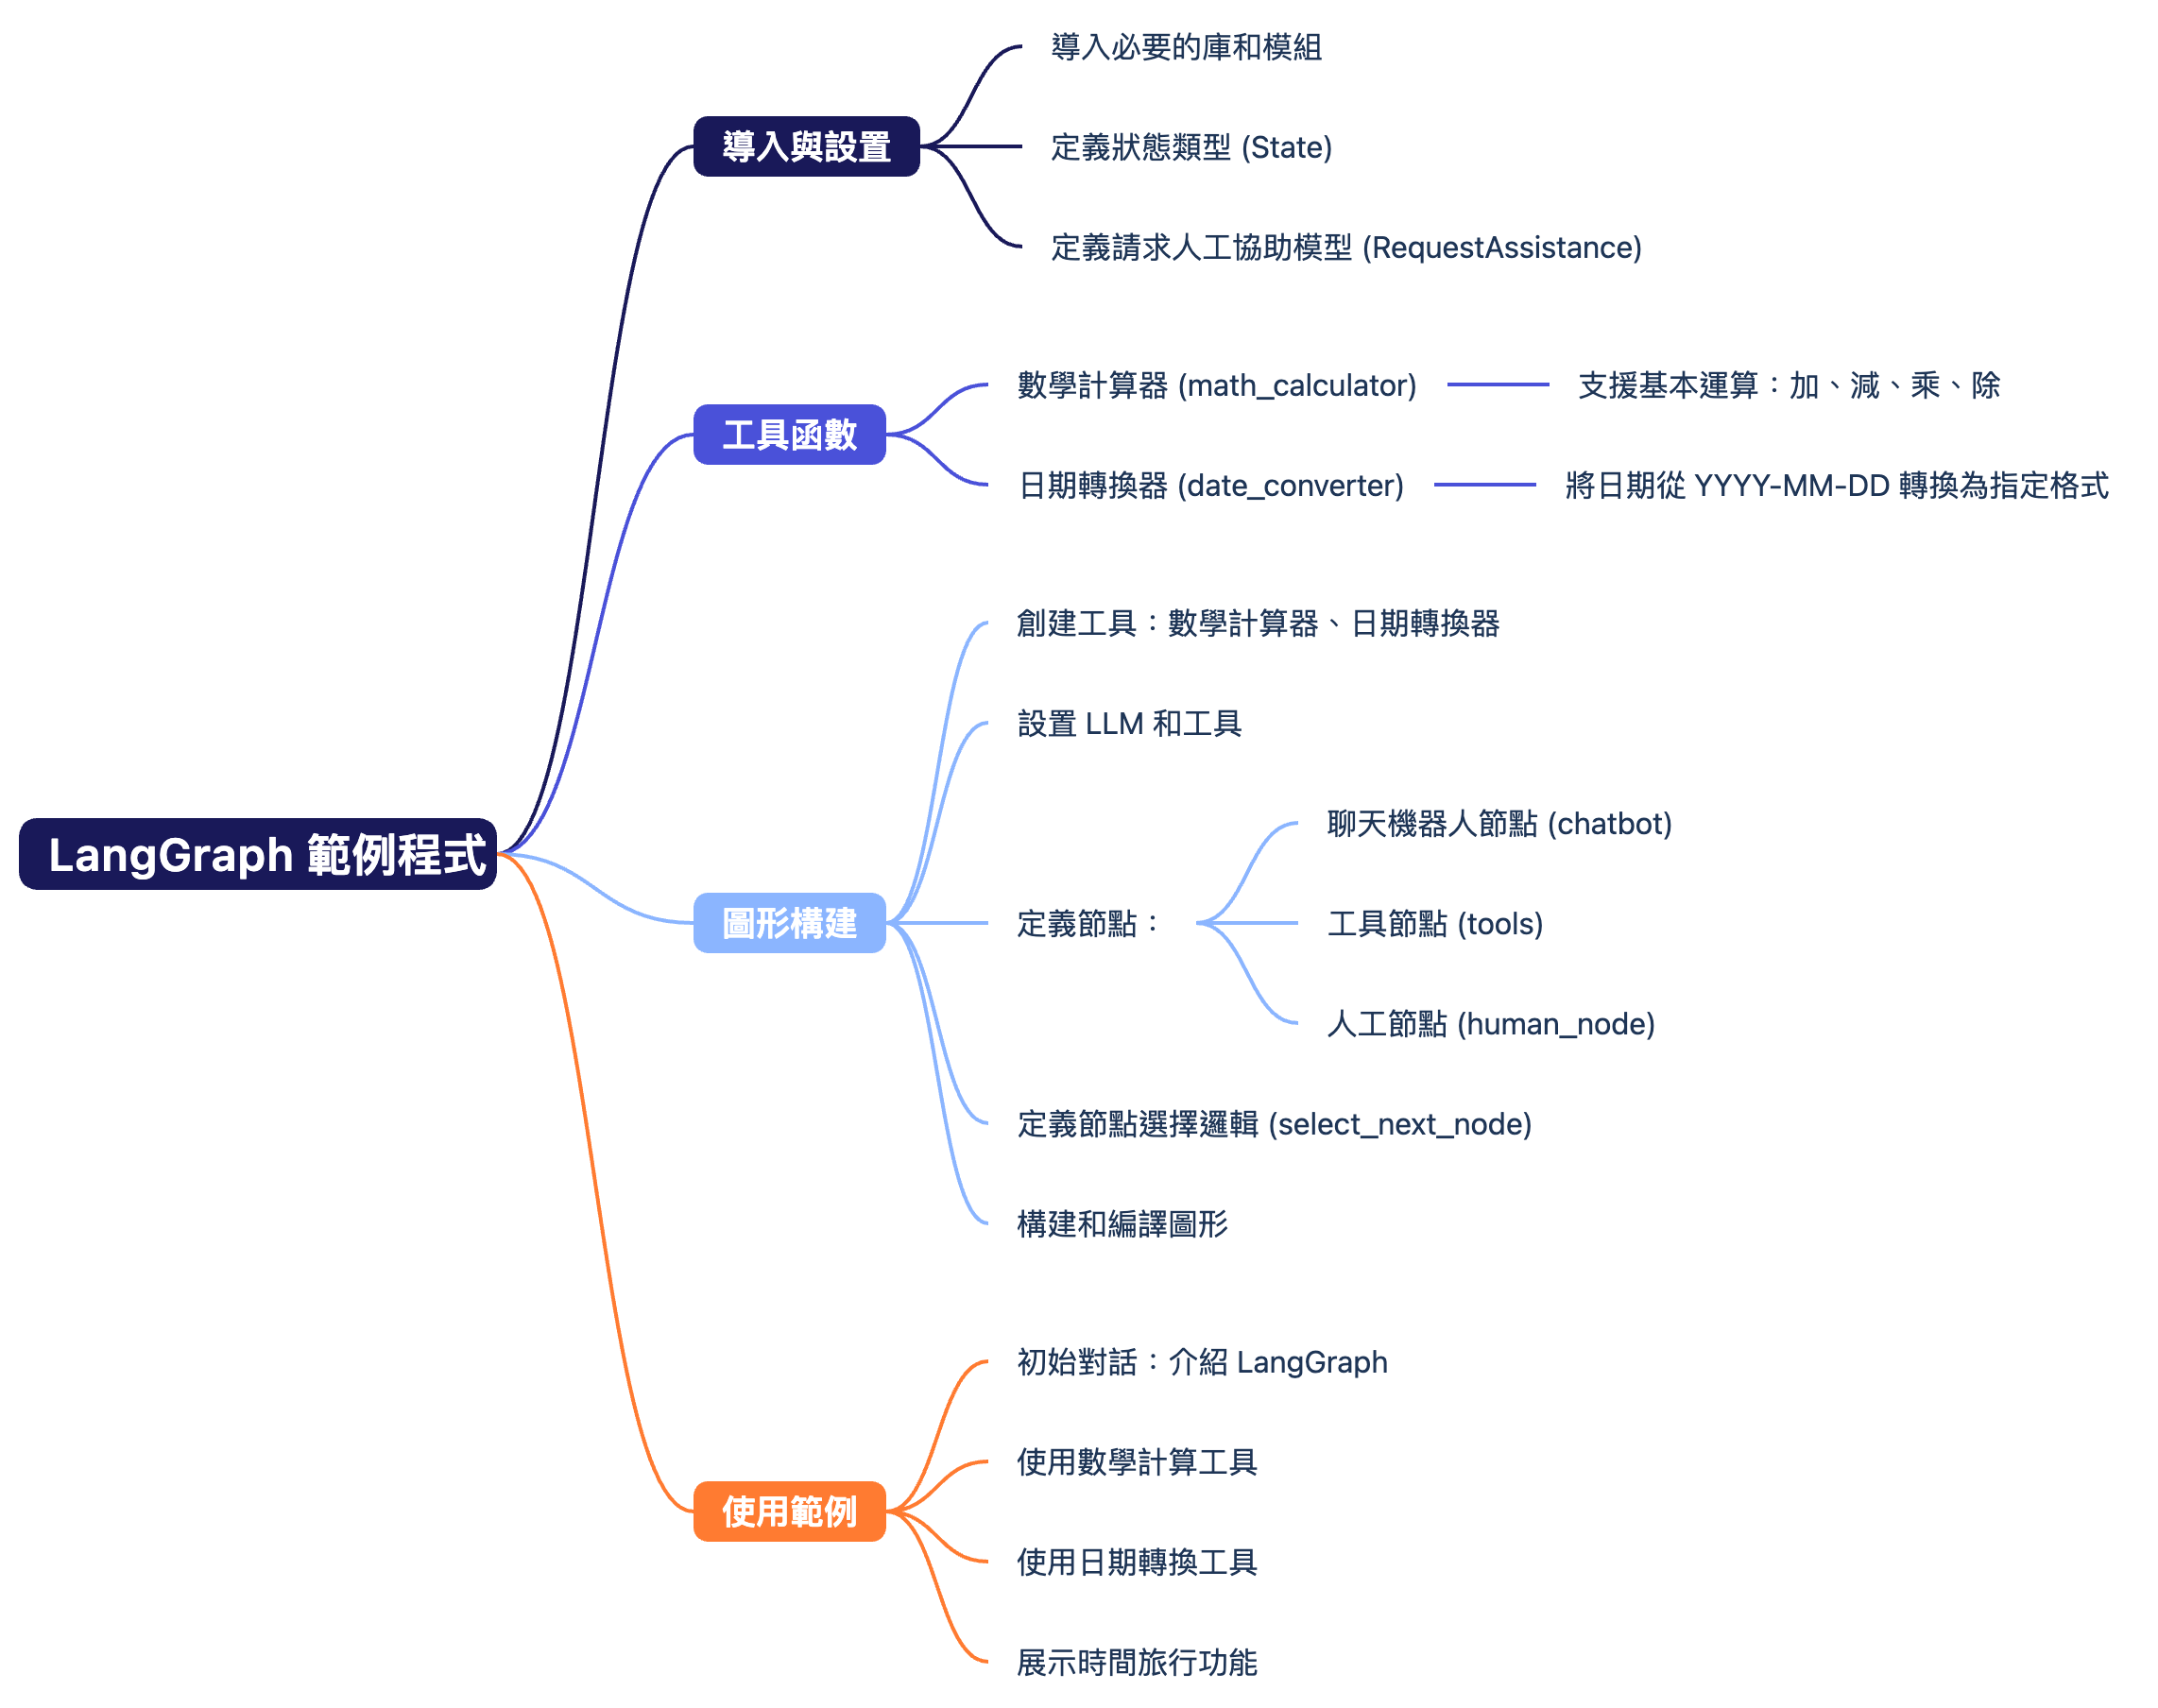 LangGraph 範例程式
導入與設置
導入必要的庫和模組
定義狀態類型 (State)
定義請求人工協助模型 (RequestAssistance)
工具函數
數學計算器 (math_calculator)
支援基本運算：加、減、乘、除
日期轉換器 (date_converter)
將日期從 YYYY-MM-DD 轉換為指定格式
圖形構建
創建工具：數學計算器、日期轉換器
設置 LLM 和工具
定義節點：
聊天機器人節點 (chatbot)
工具節點 (tools)
人工節點 (human_node)
定義節點選擇邏輯 (select_next_node)
構建和編譯圖形
使用範例
初始對話：介紹 LangGraph
使用數學計算工具
使用日期轉換工具
展示時間旅行功能